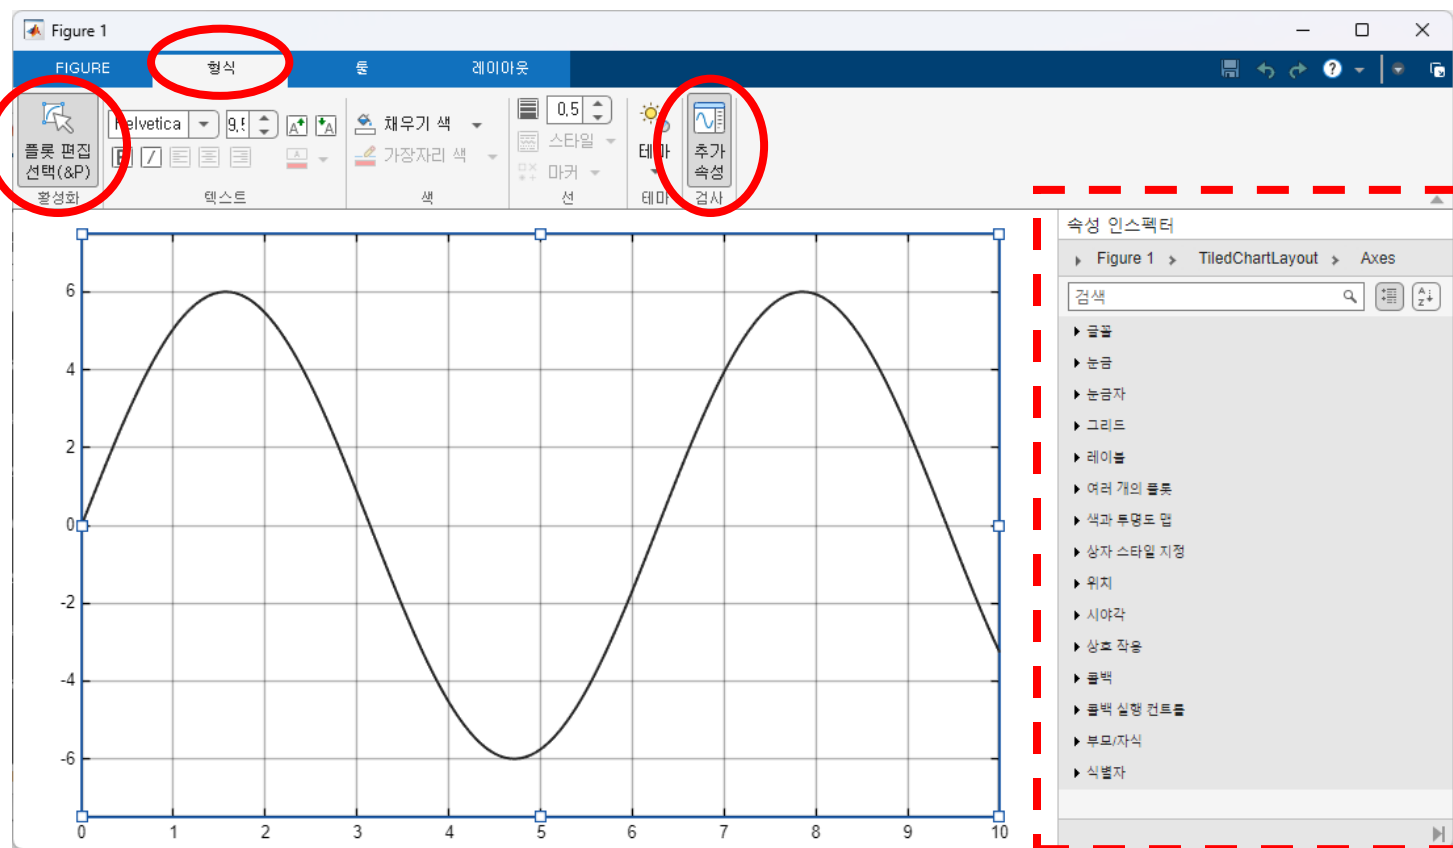 Figure 1
FIGURE
형식
툴
레이아웃
플롯 편집
선택(&P)
활성화
Helvetica
9.5
텍스트
채우기 색
가장자리 색
색
0.5
스타일
마커
선
테마
테마
추가
속성
검사
속성 인스펙터
Figure 1
TiledChartLayout
Axes
검색
글꼴
눈금
눈금자
그리드
레이블
여러 개의 플롯
색과 투명도 맵
상자 스타일 지정
위치
시야각
상호 작용
콜백
콜백 실행 컨트롤
부모/자식
식별자
6
4
2
0
-2
-4
-6
0 1 2 3 4 5 6 7 8 9 10